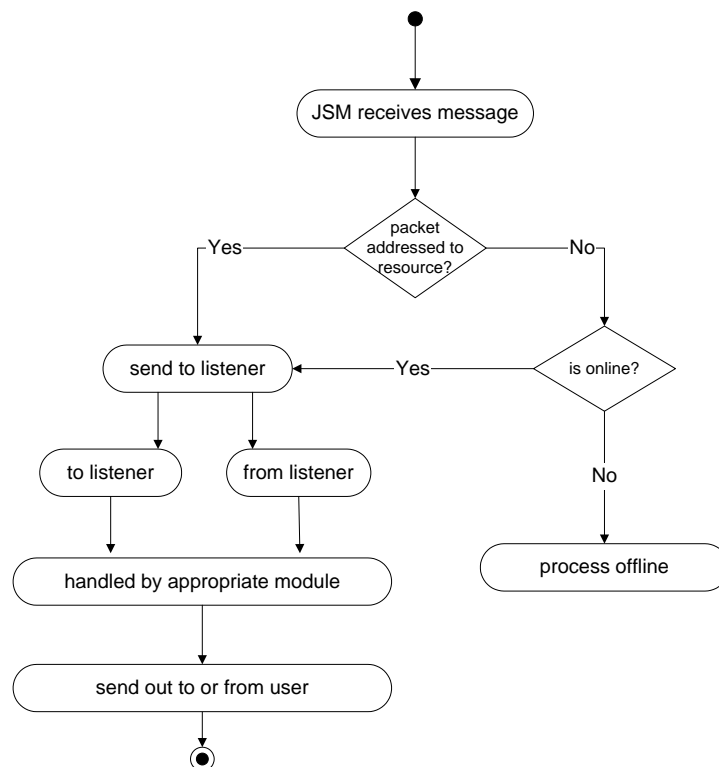 JSM receives message
packet
addressed to
resource?
Yes
No
send to listener
Yes
is online?
to listener
from listener
No
handled by appropriate module
process offline
send out to or from user